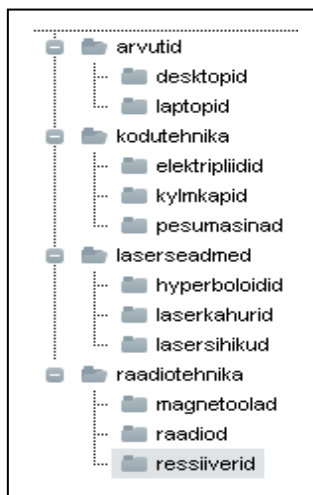 arvutid
desktopid
laptopid
kodutehnika
elektripliidid
kylmkapid
pesumasinad
laserseadmed
hyperboloidid
laserkahurid
lasersihikud
raadiotehnika
magnetoolad
raadiod
ressiiverid